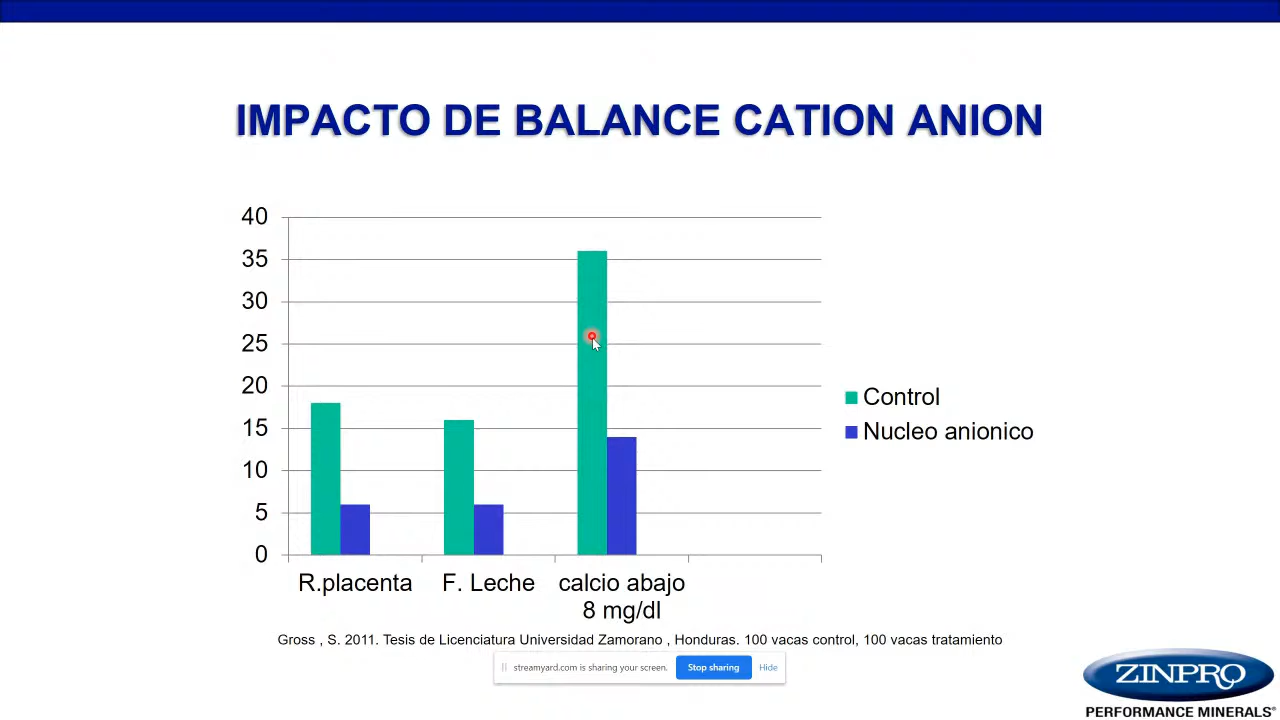 IMPACTO DE BALANCE CATION ANION
40
35
30
25
20
15
10
5
0
Control
Nucleo anionico
R.placenta
F. Leche
calcio abajo
8 mg/dl
Gross , S. 2011. Tesis de Licenciatura Universidad Zamorano , Honduras. 100 vacas control, 100 vacas tratamiento
streamyard.com is sharing your screen.
Stop sharing
Hide
ZINPRO
PERFORMANCE MINERALS®